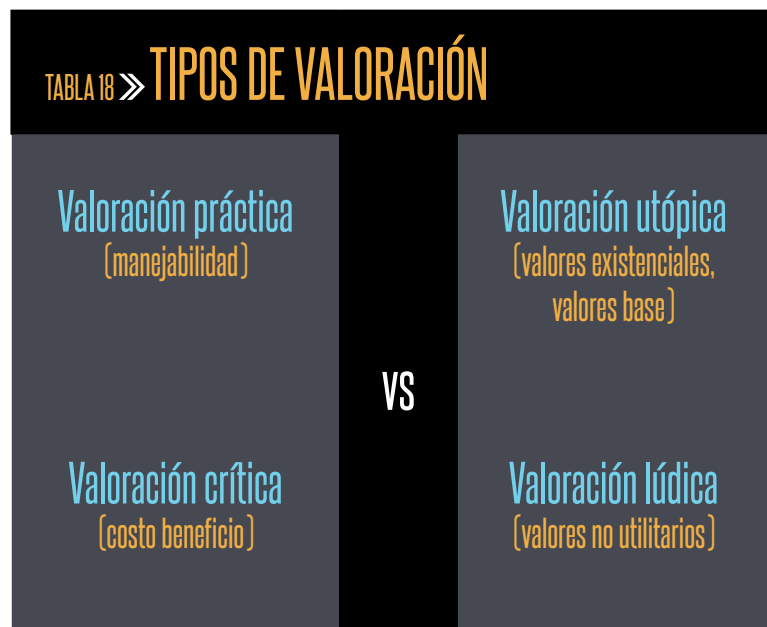 TABLA 18 » TIPOS DE VALORACIÓN
Valoración práctica
(manejabilidad)
Valoración utópica
(valores existenciales,
valores base)
VS
Valoración crítica
(costo beneficio)
Valoración lúdica
(valores no utilitarios)